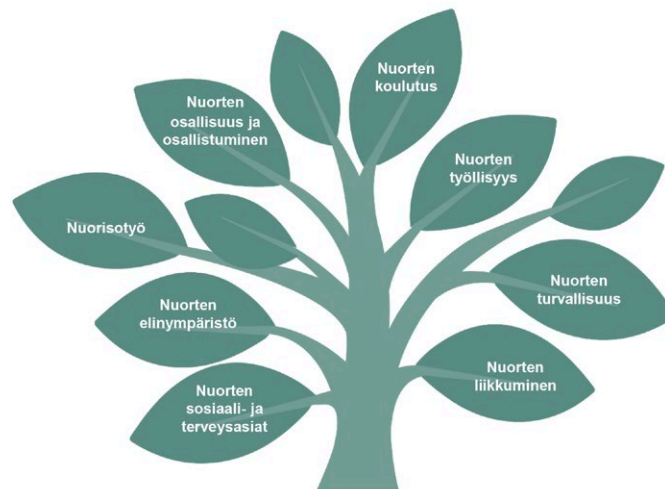 Nuorten
koulutus
Nuorten
osallisuus ja
osallistuminen
Nuorten
työllisyys
Nuorisotyö
Nuorten
turvallisuus
Nuorten
elinympäristö
Nuorten
liikkuminen
Nuorten
sosiaali- ja
terveysasiat